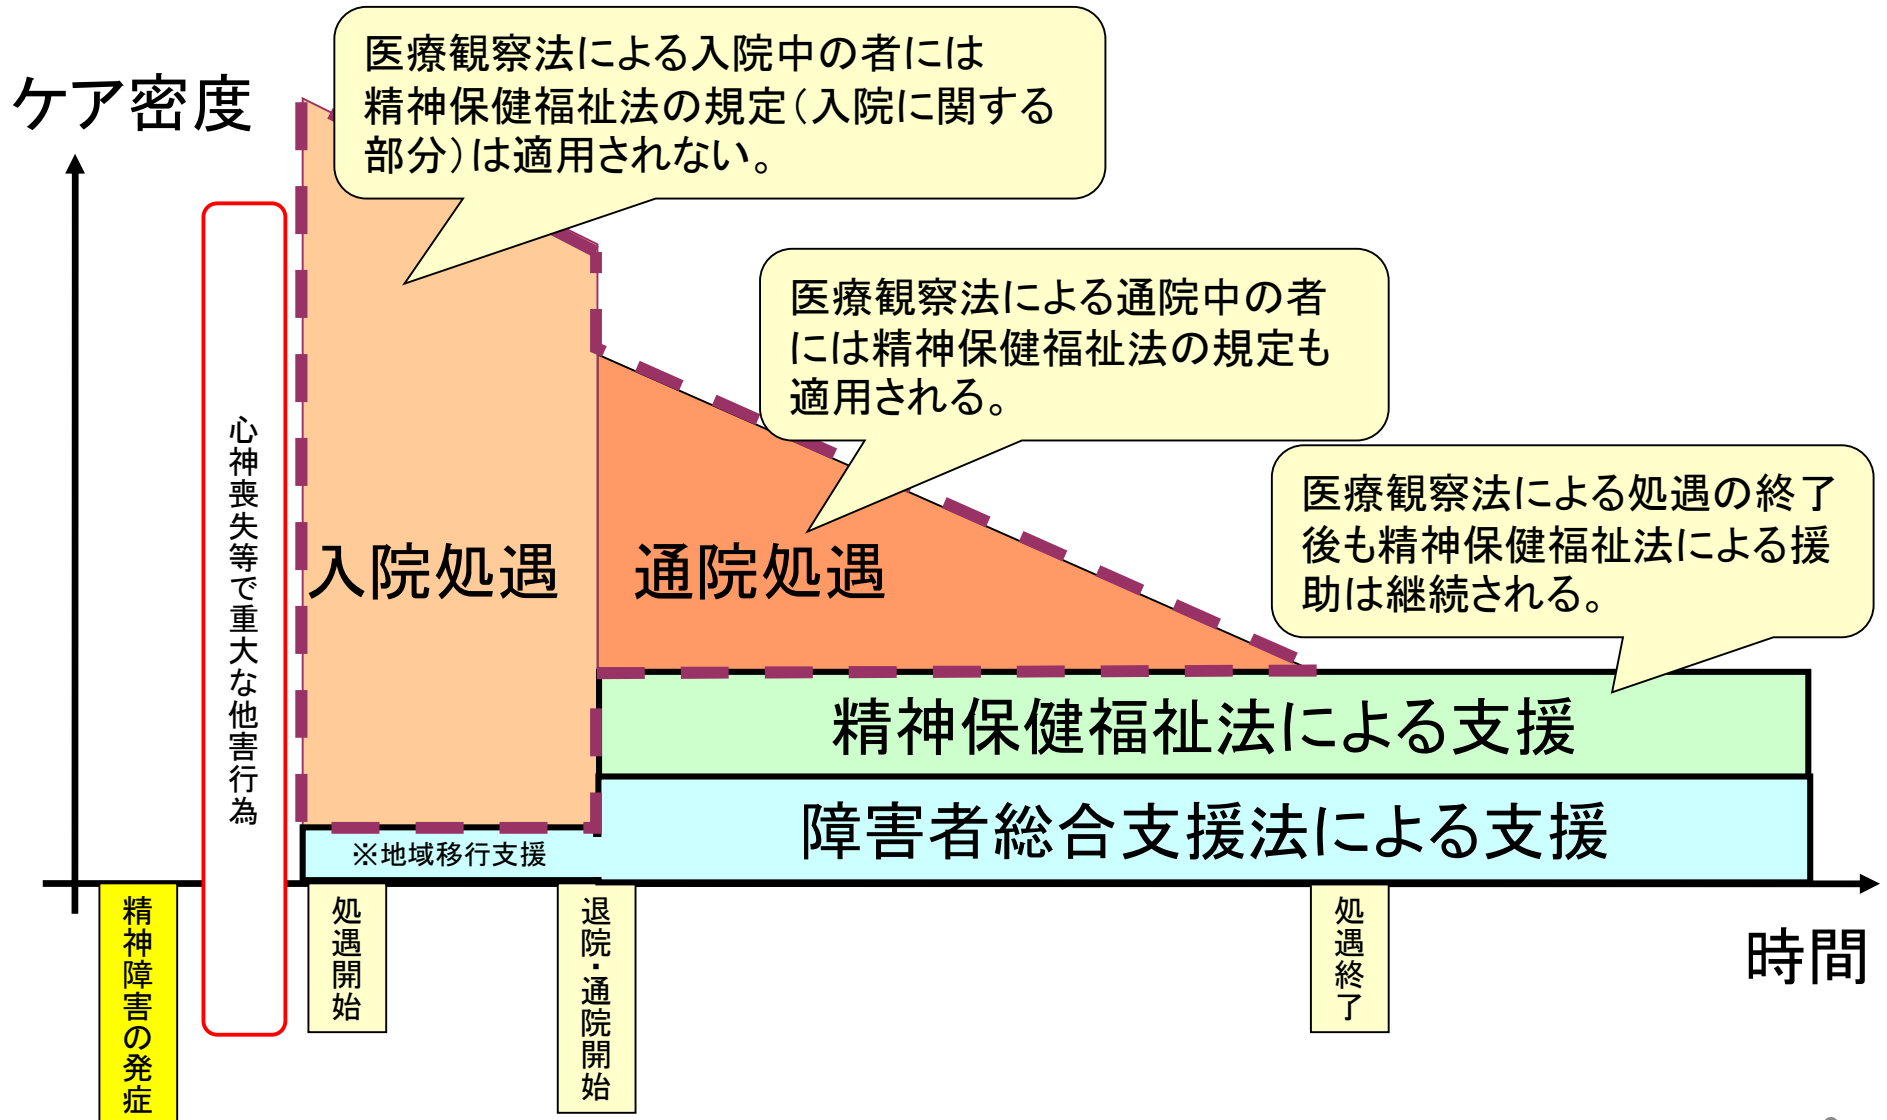 ケア密度
医療観察法による入院中の者には
精神保健福祉法の規定（入院に関する
部分）は適用されない。
医療観察法による通院中の者
には精神保健福祉法の規定も
適用される。
医療観察法による処遇の終了
後も精神保健福祉法による援
助は継続される。
心神喪失等で重大な他害行為
入院処遇
通院処遇
精神保健福祉法による支援
障害者総合支援法による支援
※地域移行支援
精神障害の発症
処遇開始
退院・通院開始
処遇終了
時間